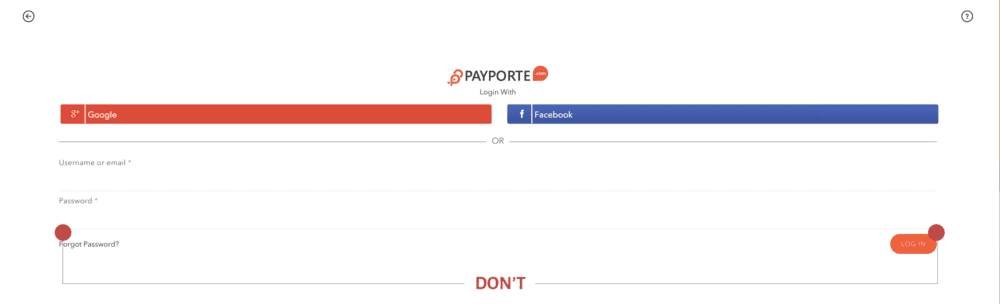 PAYPORTE .com
Login With
g+ Google
f Facebook
OR
Username or email *
Password *
Forgot Password?
LOG IN
DON'T